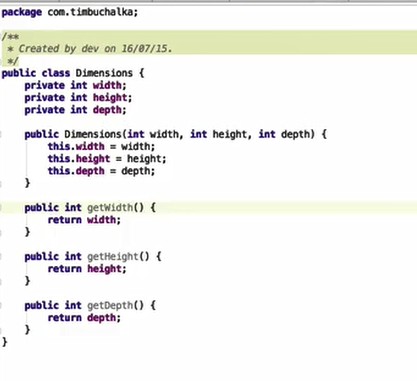 package com.timbuchalka;
/**
* Created by dev on 16/07/15.
*/
public class Dimensions {
private int width;
private int height;
private int depth;
public Dimensions(int width, int height, int depth) {
this.width = width;
this.height = height;
this.depth = depth;
}
public int getWidth() {
return width;
}
public int getHeight() {
return height;
}
public int getDepth() {
return depth;
}
}